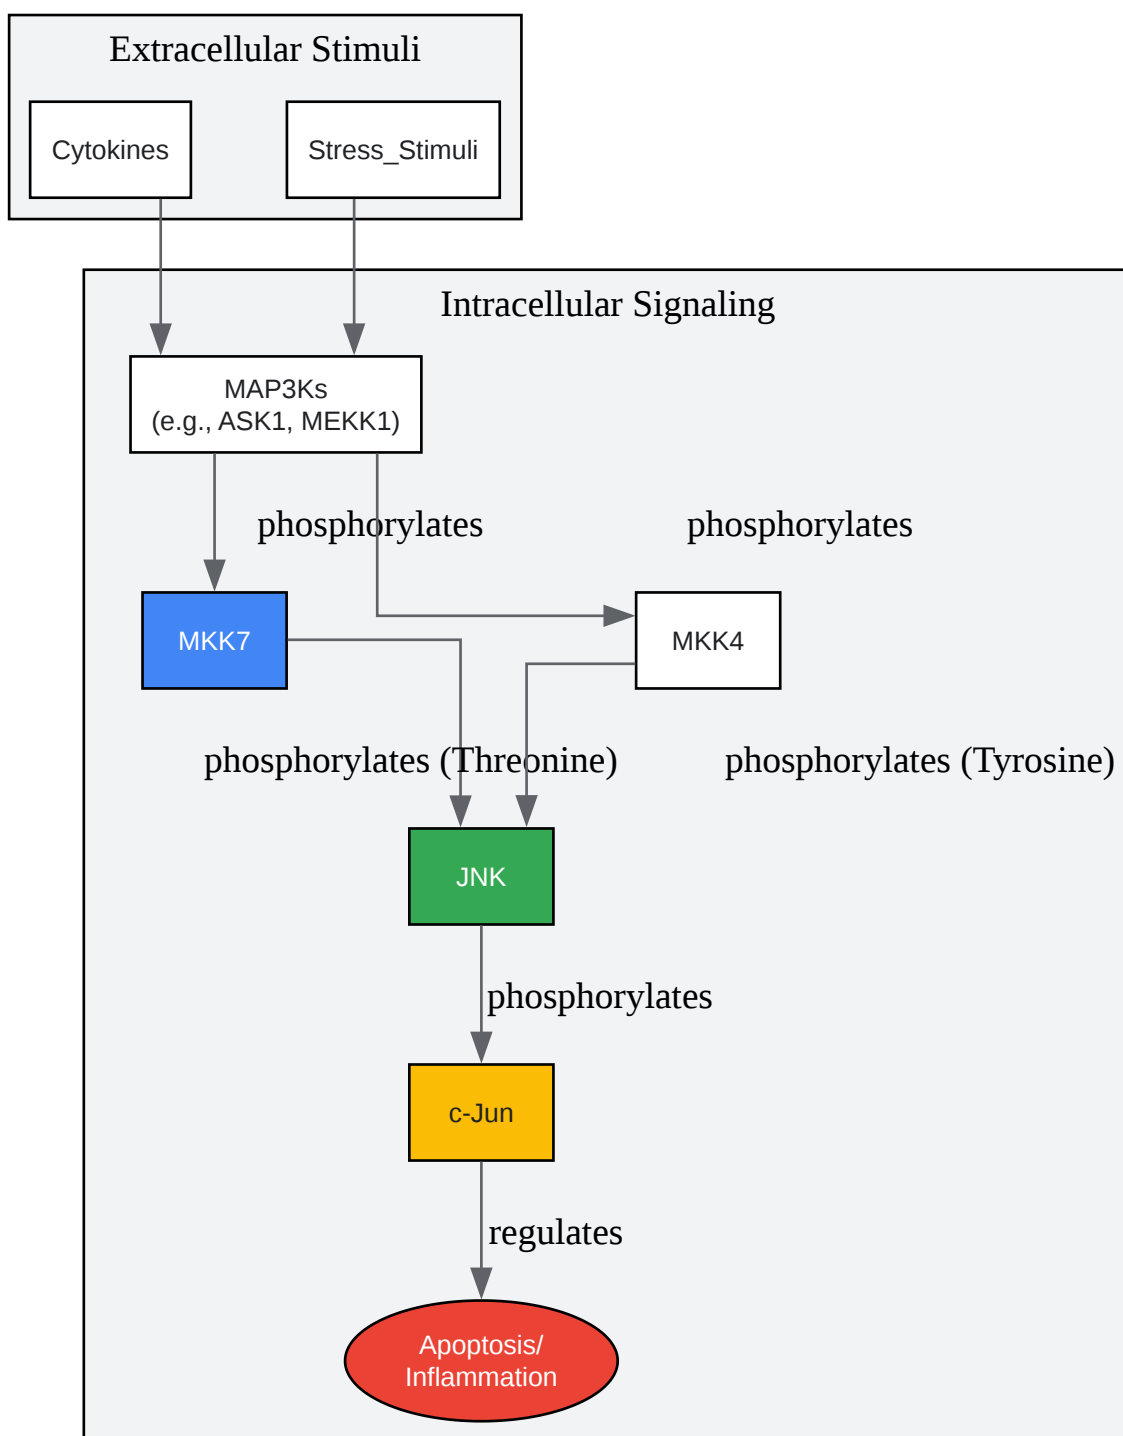 Extracellular Stimuli
Cytokines
Stress_Stimuli
Intracellular Signaling
MAP3Ks
(e.g., ASK1, MEKK1)
phosphorylates
phosphorylates
MKK7
MKK4
phosphorylates (Threonine)
phosphorylates (Tyrosine)
JNK
phosphorylates
c-Jun
regulates
Apoptosis/
Inflammation